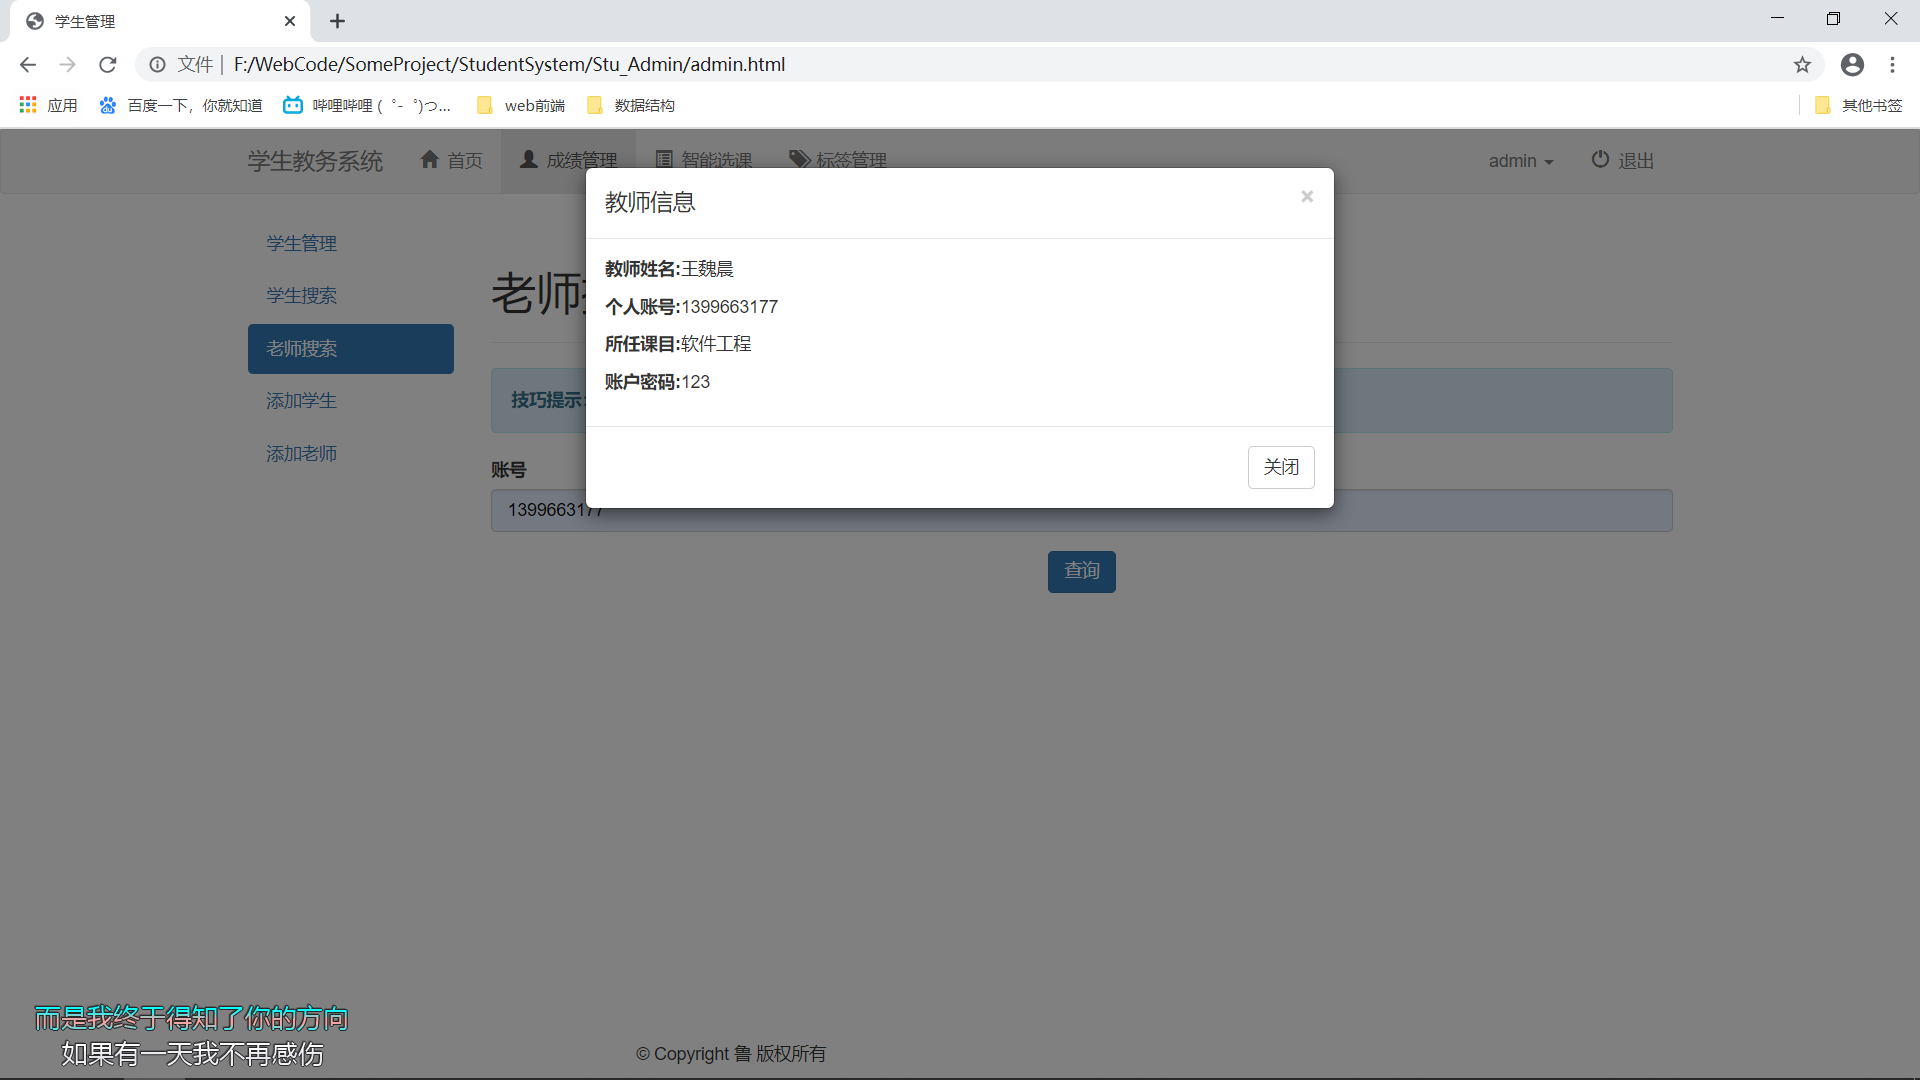 学生管理
文件 | F:/WebCode/SomeProject/StudentSystem/Stu_Admin/admin.html
应用 百度一下，你就知道 哔哩哔哩 (゜-゜)つ... web前端 数据结构 其他书签
学生教务系统 首页 成绩管理 智能选课 标签管理 admin 退出
教师信息 ×
学生管理
教师姓名:王魏晨
学生搜索
老师
个人账号:1399663177
老师搜索
所任课目:软件工程
账户密码:123
添加学生
技巧提示:
添加老师
账号
关闭
1399663177
查询
而是我终于得知了你的方向
如果有一天我不再感伤
© Copyright 鲁 版权所有